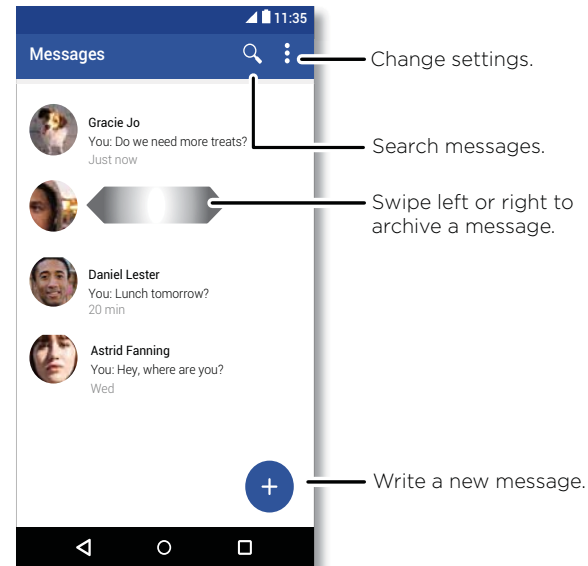 11:35
Messages
Change settings.
Gracie Jo
You: Do we need more treats?
Just now
Search messages.
Swipe left or right to
archive a message.
Daniel Lester
You: Lunch tomorrow?
20 min
Astrid Fanning
You: Hey, where are you?
Wed
Write a new message.